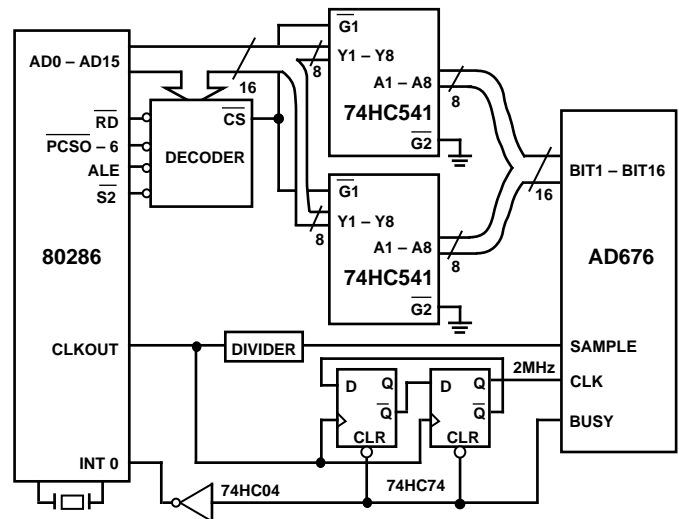 AD0 – AD15
RD
PCSO – 6
ALE
S2
80286
CLKOUT
INT 0
16
CS
DECODER
G1
Y1 – Y8
8
A1 – A8
8
74HC541
G2
G1
Y1 – Y8
8
A1 – A8
8
74HC541
G2
16
BIT1 – BIT16
AD676
SAMPLE
CLK
BUSY
DIVIDER
2MHz
D Q
Q
CLR
D Q
Q
CLR
74HC04
74HC74